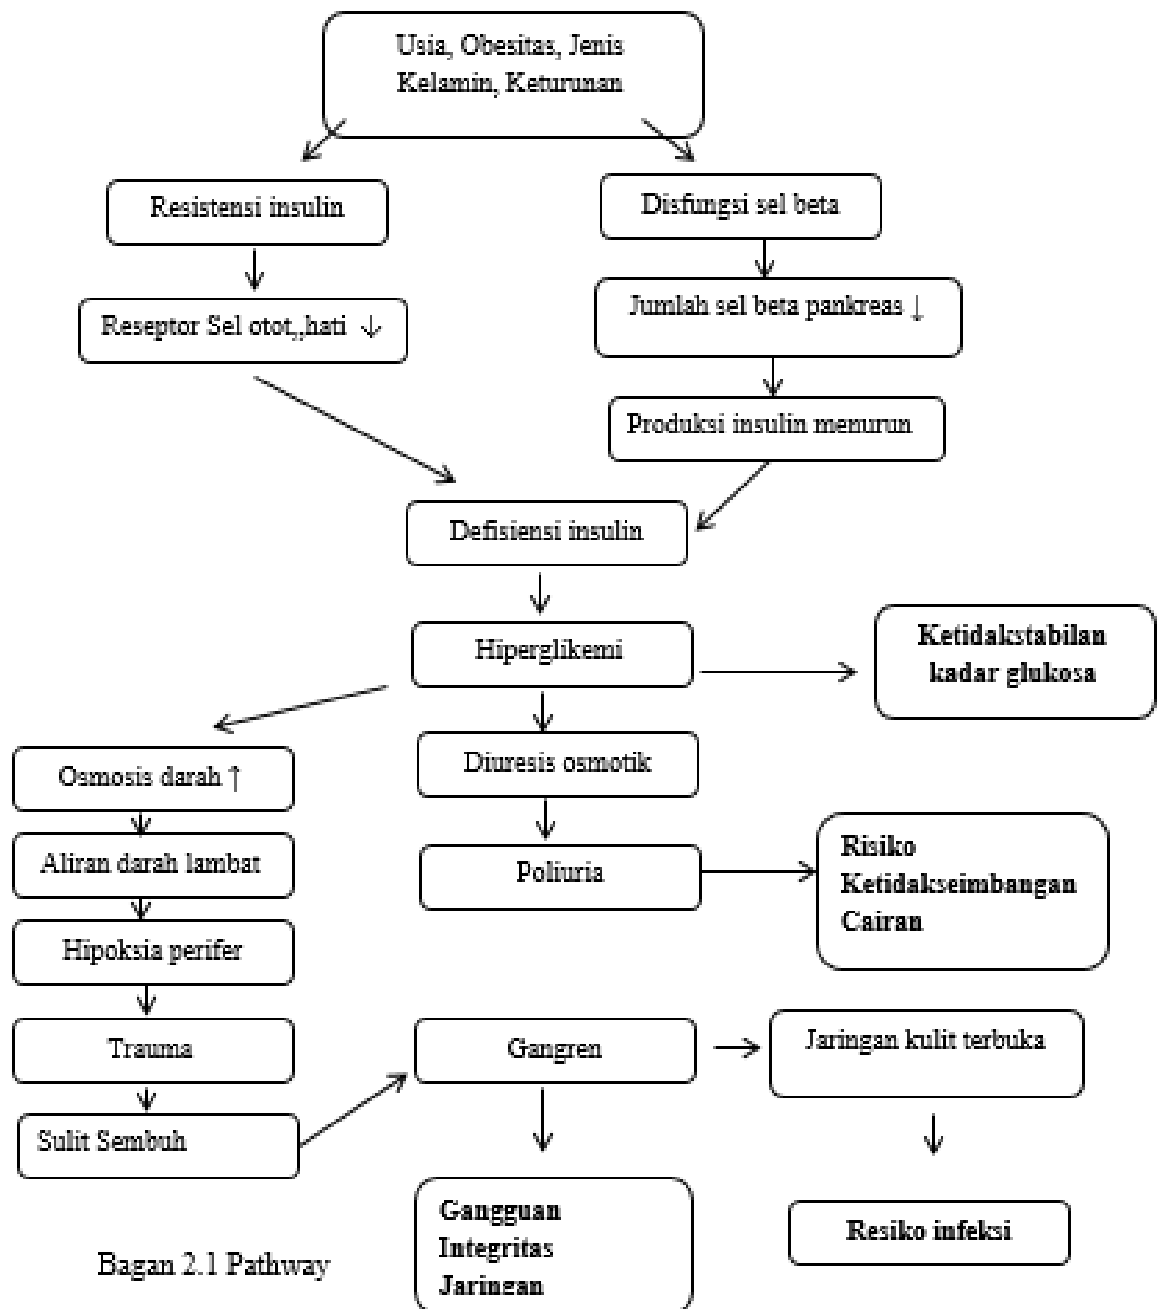 Usia, Obesitas, Jenis
Kelamin, Keturunan
Resistensi insulin
Disfungsi sel beta
Reseptor Sel otot,,hati ↓
Jumlah sel beta pankreas ↓
Produksi insulin menurun
Defisiensi insulin
Hiperglikemi
Ketidakstabilan
kadar glukosa
Osmosis darah ↑
Diuresis osmotik
Aliran darah lambat
Poliuria
Risiko
Ketidakseimbangan
Cairan
Hipoksia perifer
Trauma
Gangren
Jaringan kulit terbuka
Sulit Sembuh
Gangguan
Integritas
Jaringan
Resiko infeksi
Bagan 2.1 Pathway